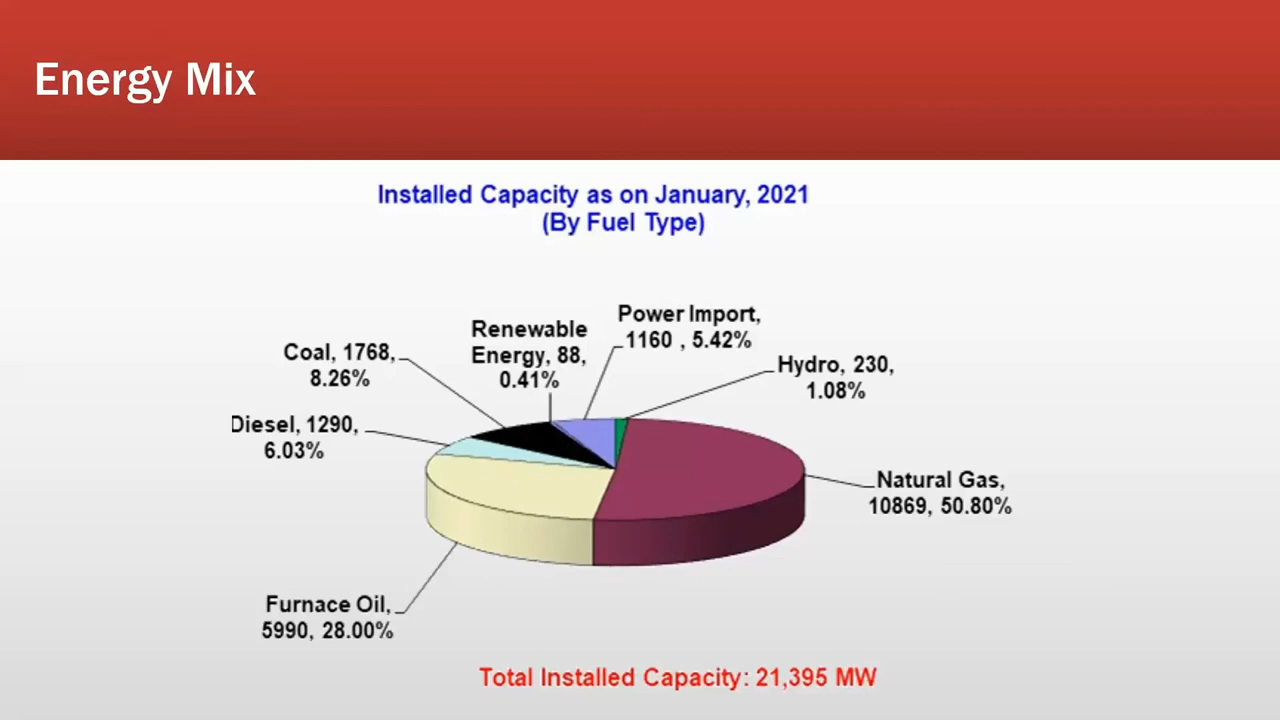 Energy Mix
Installed Capacity as on January, 2021
(By Fuel Type)
Power Import,
1160 , 5.42%
Renewable
Energy, 88,
0.41%
Coal, 1768,
8.26%
Hydro, 230,
1.08%
Diesel, 1290,
6.03%
Natural Gas,
10869, 50.80%
Furnace Oil,
5990, 28.00%
Total Installed Capacity: 21,395 MW